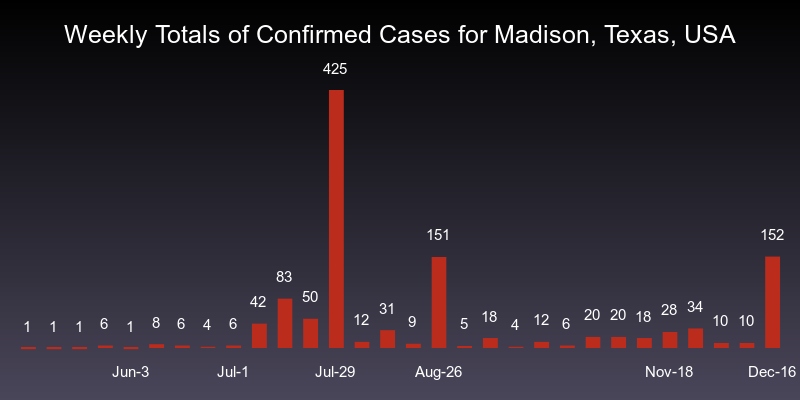 Weekly Totals of Confirmed Cases for Madison, Texas, USA
1 1 1 6 1 8 6 4 6 42 83 50 425 12 31 9 151 5 18 4 12 6 20 20 18 28 34 10 10 152
Jun-3 Jul-1 Jul-29 Aug-26 Nov-18 Dec-16